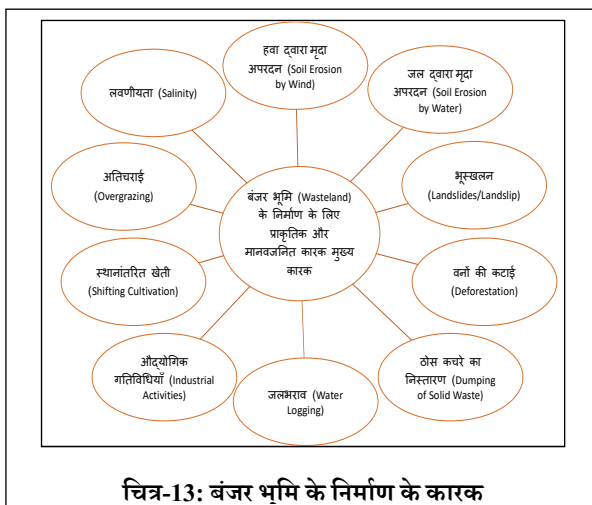 हवा द्वारा मृदा
अपरदन (Soil Erosion
by Wind)
जल द्वारा मृदा
अपरदन (Soil
Erosion by
Water)
भूस्खलन
(Landslides/Landslip)
वनों की कटाई
(Deforestation)
ठोस कचरे का
निस्तारण (Dumping
of Solid Waste)
जलभराव (Water
Logging)
औद्योगिक
गतिविधियाँ (Industrial
Activities)
स्थानांतरित खेती
(Shifting Cultivation)
अतिचराई
(Overgrazing)
लवणीयता (Salinity)
बंजर भूमि (Wasteland)
के निर्माण के लिए
प्राकृतिक और
मानवजनित कारक मुख्य
कारक
चित्र-13: बंजर भूमि के निर्माण के कारक